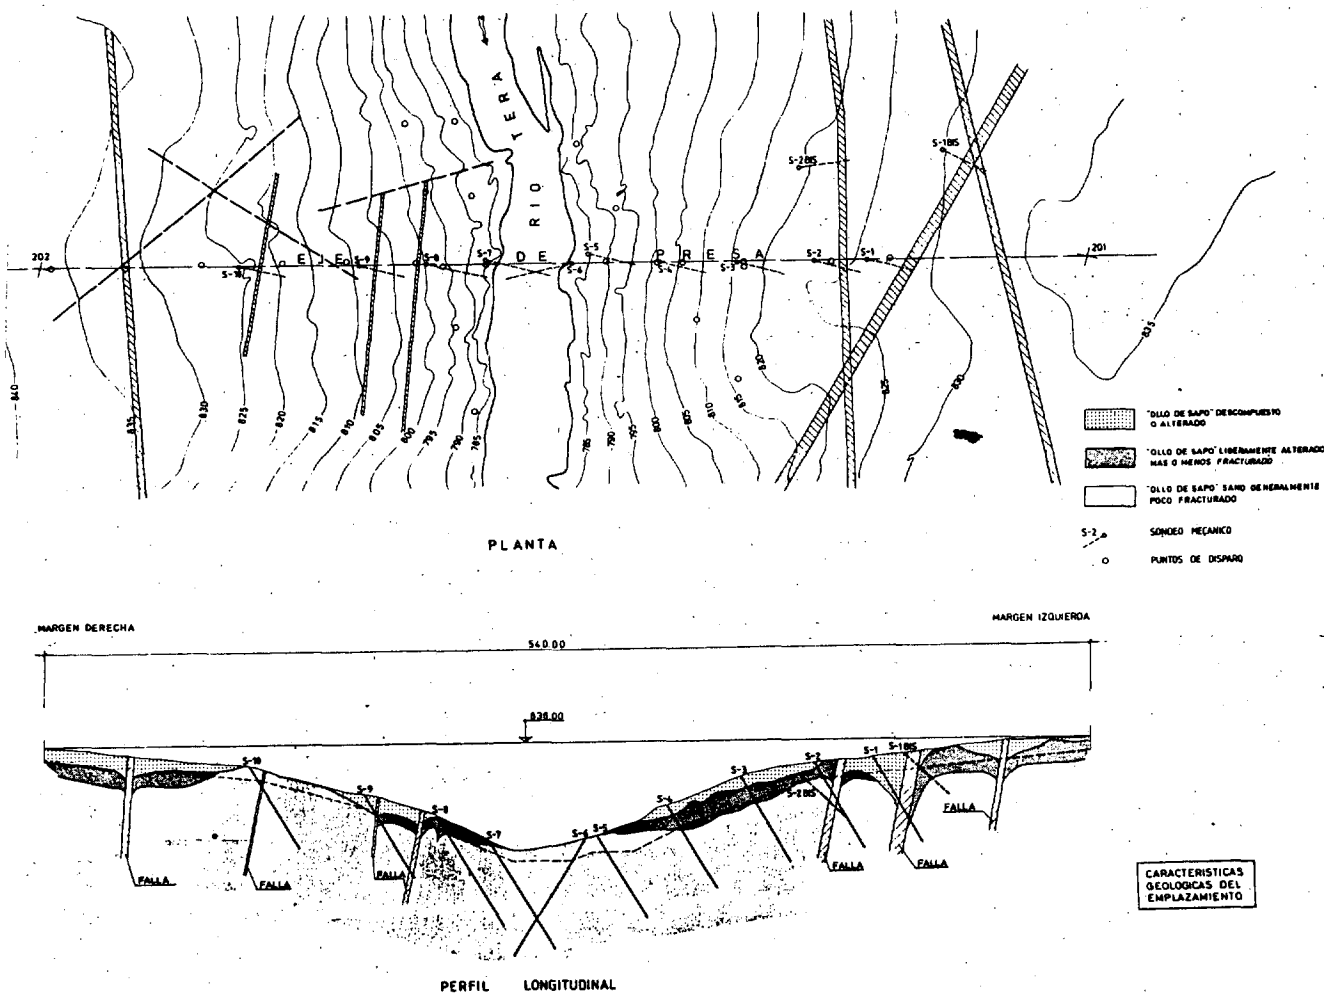 RIO TERA
S-2BIS
S-1BIS
202
EJE DE PRESA
201
S-10
S-9
S-8
S-7
S-6
S-5
S-4
S-3
S-2
S-1
840
835
830
825
820
815
810
805
800
795
790
785
785
790
795
800
805
810
815
820
825
830
835
"OLLO DE SAPO" DESCOMPUESTO
O ALTERADO
"OLLO DE SAPO" LIGERAMENTE ALTERADO
MAS O MENOS FRACTURADO
"OLLO DE SAPO" SANO GENERALMENTE
POCO FRACTURADO
S-2
SONDEO MECANICO
PUNTOS DE DISPARO
PLANTA
MARGEN DERECHA
MARGEN IZQUIERDA
540.00
838.00
S-10
S-9
S-8
S-7
S-6
S-5
S-4
S-3
S-2
S-2BIS
S-1
S-1BIS
FALLA
FALLA
FALLA
FALLA
FALLA
FALLA
CARACTERISTICAS
GEOLOGICAS DEL
EMPLAZAMIENTO
PERFIL LONGITUDINAL